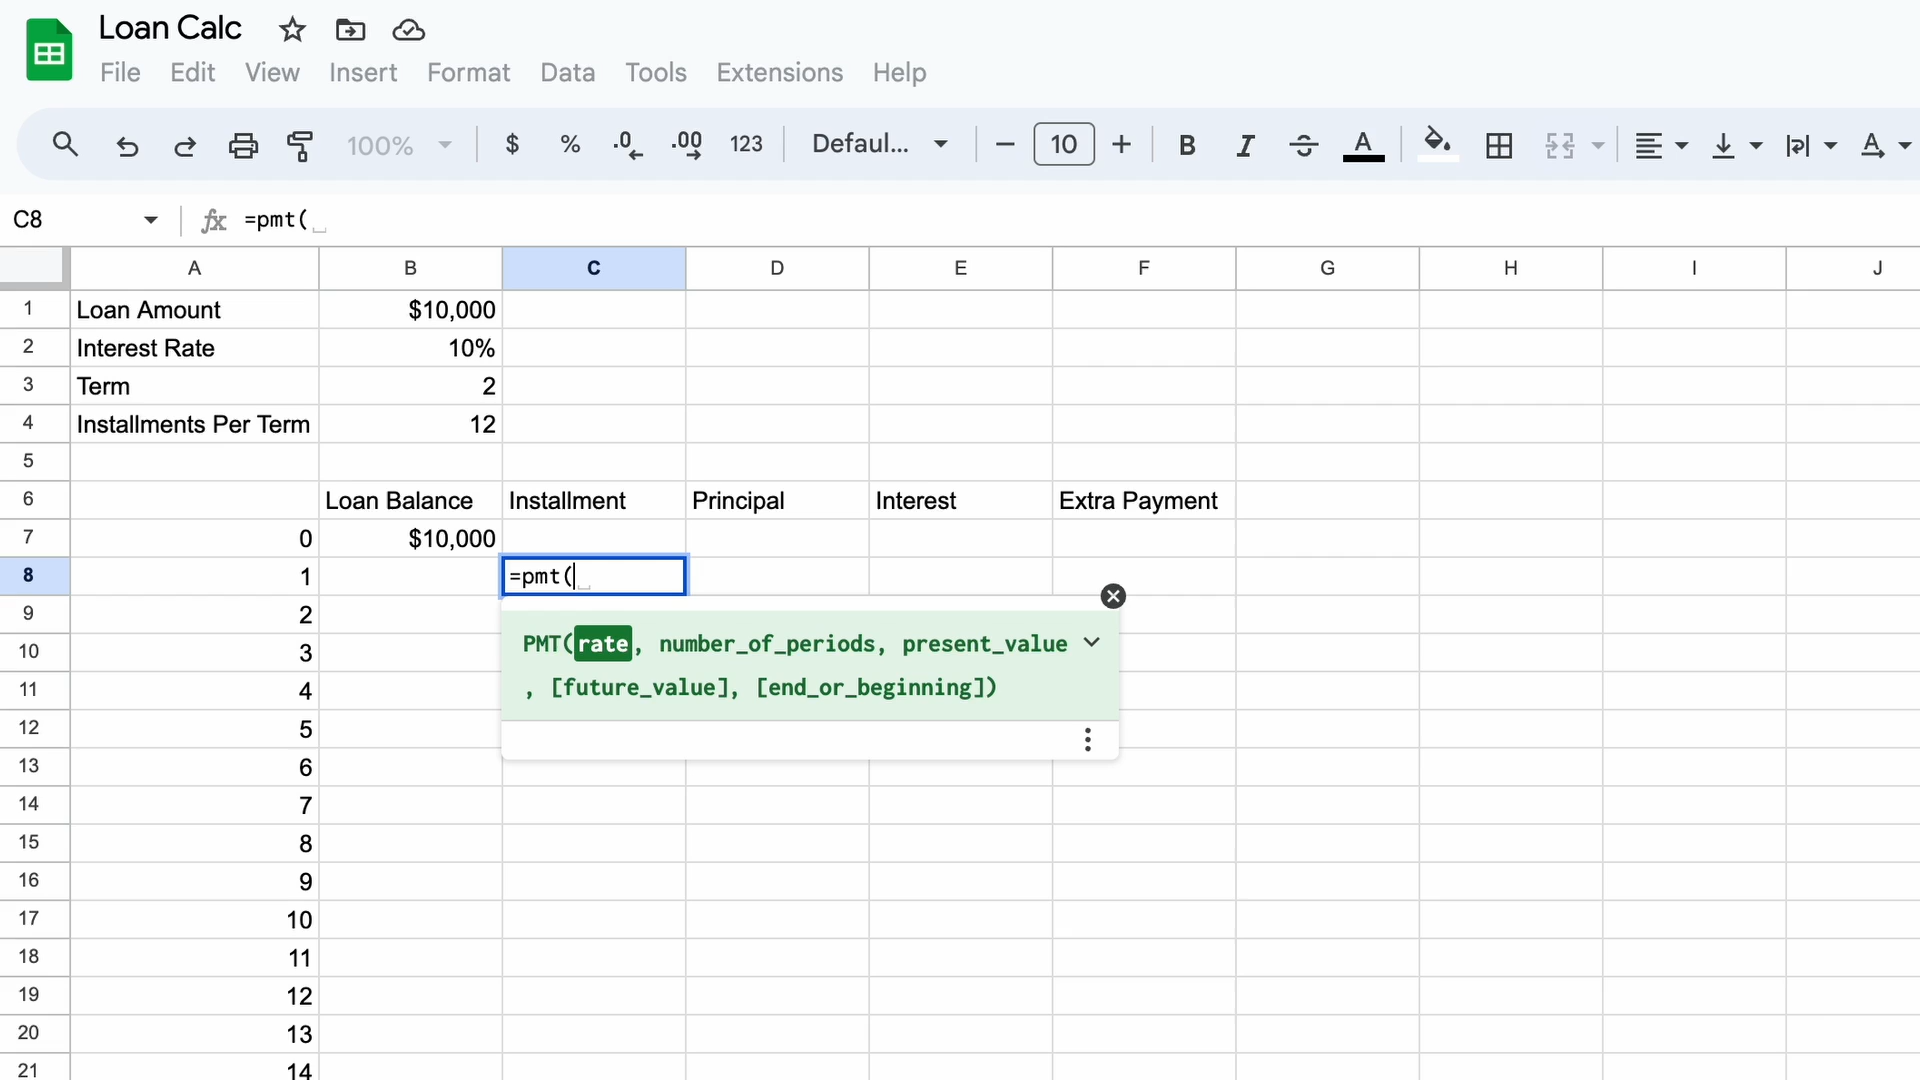 Loan Calc
File Edit View Insert Format Data Tools Extensions Help
100% $ % .0 .00 123 Defaul... 10 B I A A
C8 fx =pmt(
A B C D E F G H I J
1 Loan Amount $10,000
2 Interest Rate 10%
3 Term 2
4 Installments Per Term 12
5
6 Loan Balance Installment Principal Interest Extra Payment
7 0 $10,000
8 1 =pmt(
9 2
PMT(rate, number_of_periods, present_value
10 3
11 4 , [future_value], [end_or_beginning])
12 5
13 6
14 7
15 8
16 9
17 10
18 11
19 12
20 13
21 14